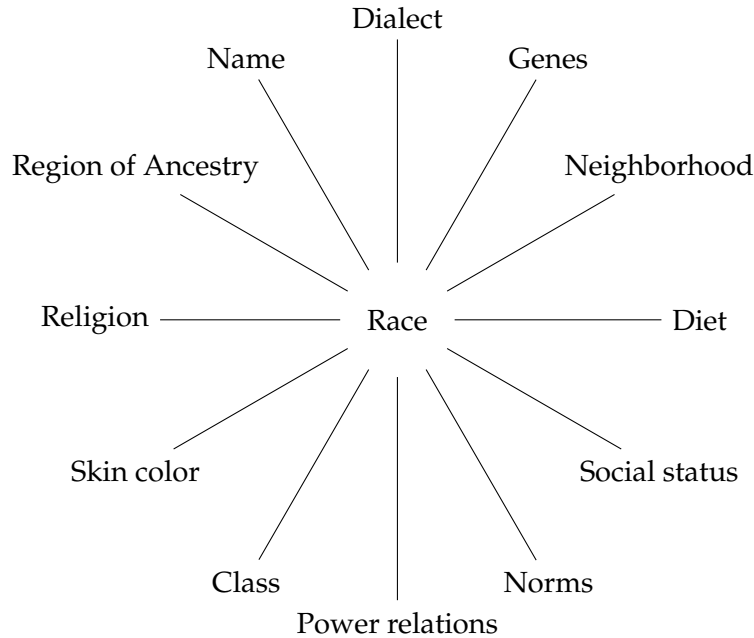 Dialect
Name
Genes
Region of Ancestry
Neighborhood
Religion
Race
Diet
Skin color
Social status
Class
Norms
Power relations